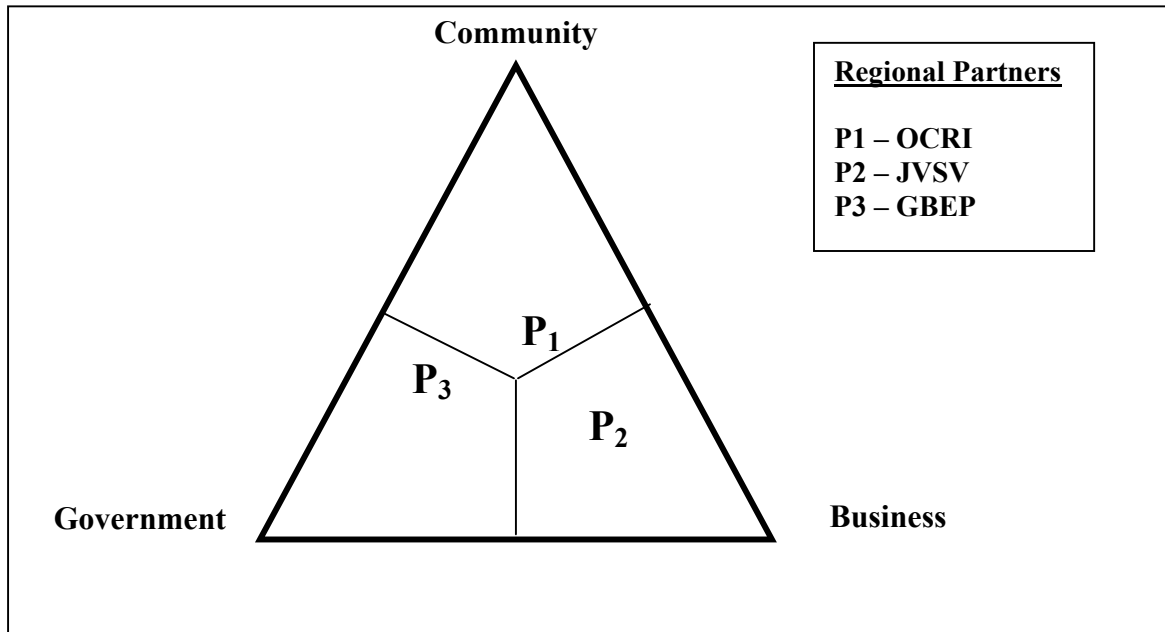 Community
Regional Partners
P1 – OCRI
P2 – JVSV
P3 – GBEP
P₁
P₃
P₂
Government
Business